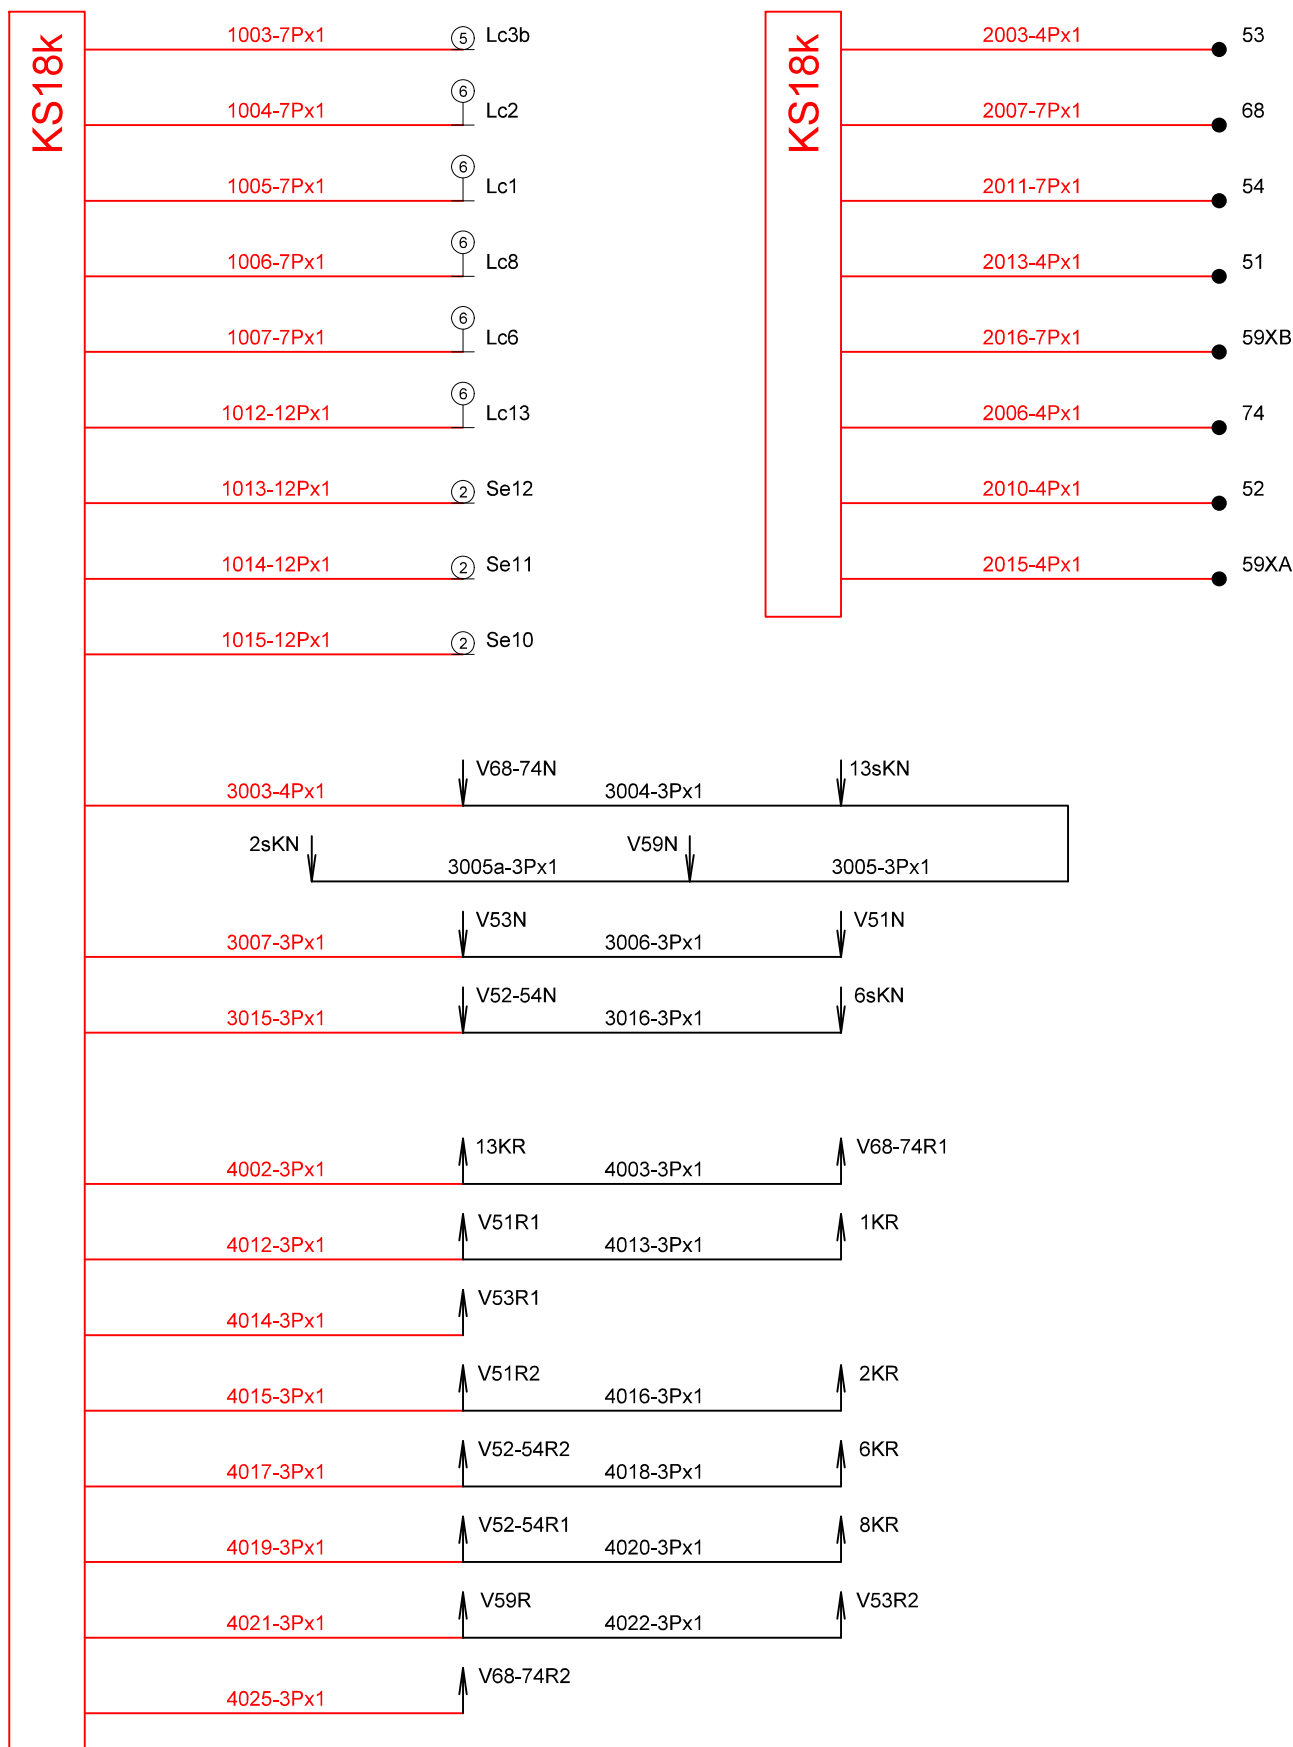 KS18k
1003-7Px1 5 Lc3b
1004-7Px1 6 Lc2
1005-7Px1 6 Lc1
1006-7Px1 6 Lc8
1007-7Px1 6 Lc6
1012-12Px1 6 Lc13
1013-12Px1 2 Se12
1014-12Px1 2 Se11
1015-12Px1 2 Se10
KS18k
2003-4Px1 53
2007-7Px1 68
2011-7Px1 54
2013-4Px1 51
2016-7Px1 59XB
2006-4Px1 74
2010-4Px1 52
2015-4Px1 59XA
3003-4Px1 V68-74N 3004-3Px1 13sKN
2sKN 3005a-3Px1 V59N 3005-3Px1
3007-3Px1 V53N 3006-3Px1 V51N
3015-3Px1 V52-54N 3016-3Px1 6sKN
4002-3Px1 13KR 4003-3Px1 V68-74R1
4012-3Px1 V51R1 4013-3Px1 1KR
4014-3Px1 V53R1
4015-3Px1 V51R2 4016-3Px1 2KR
4017-3Px1 V52-54R2 4018-3Px1 6KR
4019-3Px1 V52-54R1 4020-3Px1 8KR
4021-3Px1 V59R 4022-3Px1 V53R2
4025-3Px1 V68-74R2